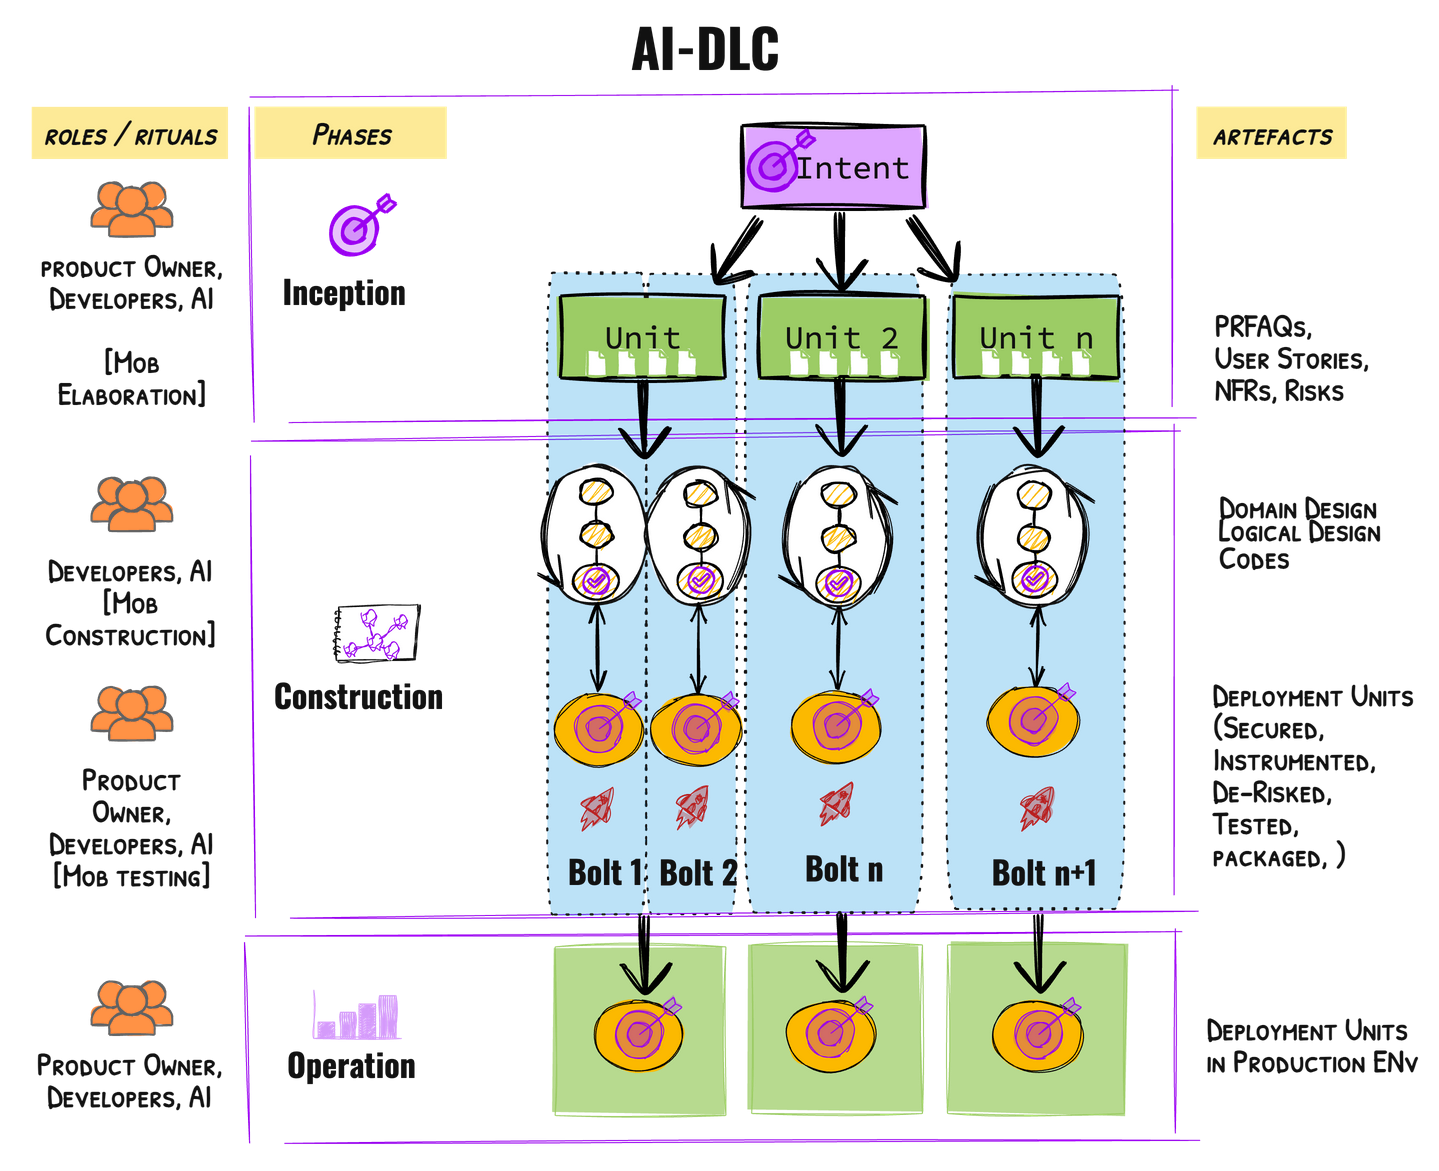 AI-DLC
ROLES / RITUALS
PHASES
ARTEFACTS
Intent
PRODUCT OWNER,
DEVELOPERS, AI
[MOB
ELABORATION]
Inception
Unit
Unit 2
Unit n
PRFAQs,
USER STORIES,
NFRs, RISKS
DEVELOPERS, AI
[MOB
CONSTRUCTION]
PRODUCT
OWNER,
DEVELOPERS, AI
[MOB TESTING]
Construction
Bolt 1
Bolt 2
Bolt n
Bolt n+1
DOMAIN DESIGN
LOGICAL DESIGN
CODES
DEPLOYMENT UNITS
(SECURED,
INSTRUMENTED,
DE-RISKED,
TESTED,
PACKAGED, )
PRODUCT OWNER,
DEVELOPERS, AI
Operation
DEPLOYMENT UNITS
IN PRODUCTION ENV